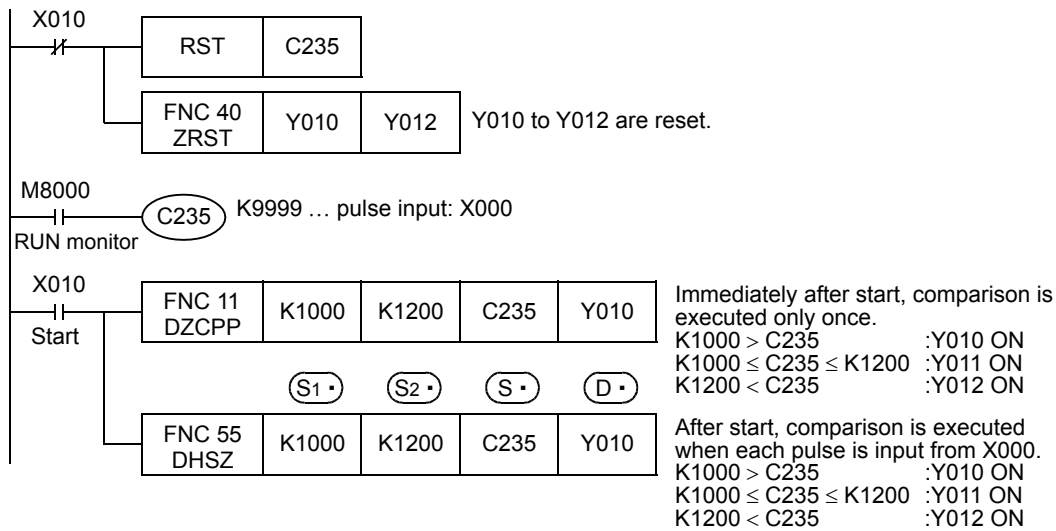 X010
RST C235
FNC 40
ZRST Y010 Y012 Y010 to Y012 are reset.
M8000
C235 K9999 … pulse input: X000
RUN monitor
X010
Start
FNC 11
DZCPP K1000 K1200 C235 Y010
Immediately after start, comparison is
executed only once.
K1000 > C235 :Y010 ON
K1000 ≤ C235 ≤ K1200 :Y011 ON
K1200 < C235 :Y012 ON
S1 · S2 · S · D ·
FNC 55
DHSZ K1000 K1200 C235 Y010
After start, comparison is executed
when each pulse is input from X000.
K1000 > C235 :Y010 ON
K1000 ≤ C235 ≤ K1200 :Y011 ON
K1200 < C235 :Y012 ON